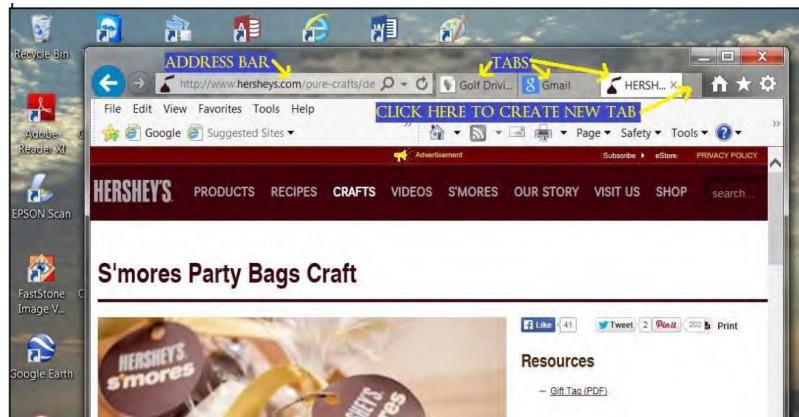 Recycle Bin
ADDRESS BAR
TABS
http://www.hersheys.com/pure-crafts/de
Golf Drivi...
Gmail
HERSH...
File Edit View Favorites Tools Help
CLICK HERE TO CREATE NEW TAB
Google Suggested Sites
Page Safety Tools
Adobe
Reader XI
Advertisement
Subscribe
eStore
PRIVACY POLICY
HERSHEY'S
PRODUCTS RECIPES CRAFTS VIDEOS S'MORES OUR STORY VISIT US SHOP
search...
EPSON Scan
S'mores Party Bags Craft
FastStone
Image V...
Like 41
Tweet 2
Pin it 202
Print
HERSHEY'S
s'mores
Resources
– Gift Tag (PDF)
Google Earth